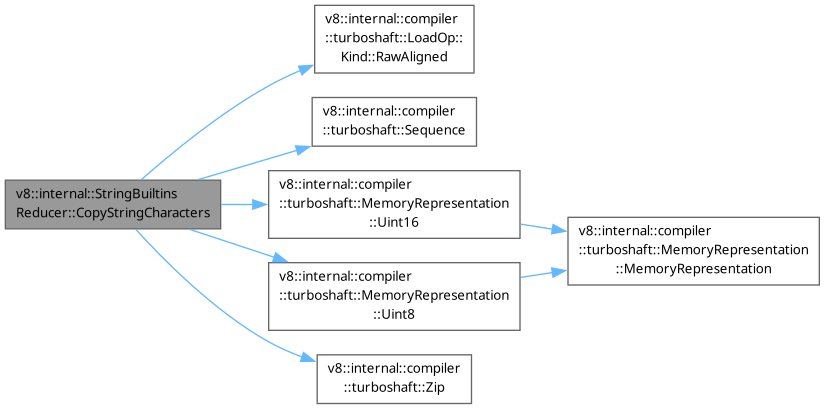 v8::internal::compiler
::turboshaft::LoadOp::
Kind::RawAligned
v8::internal::compiler
::turboshaft::Sequence
v8::internal::StringBuiltins
Reducer::CopyStringCharacters
v8::internal::compiler
::turboshaft::MemoryRepresentation
::Uint16
v8::internal::compiler
::turboshaft::MemoryRepresentation
::MemoryRepresentation
v8::internal::compiler
::turboshaft::MemoryRepresentation
::Uint8
v8::internal::compiler
::turboshaft::Zip